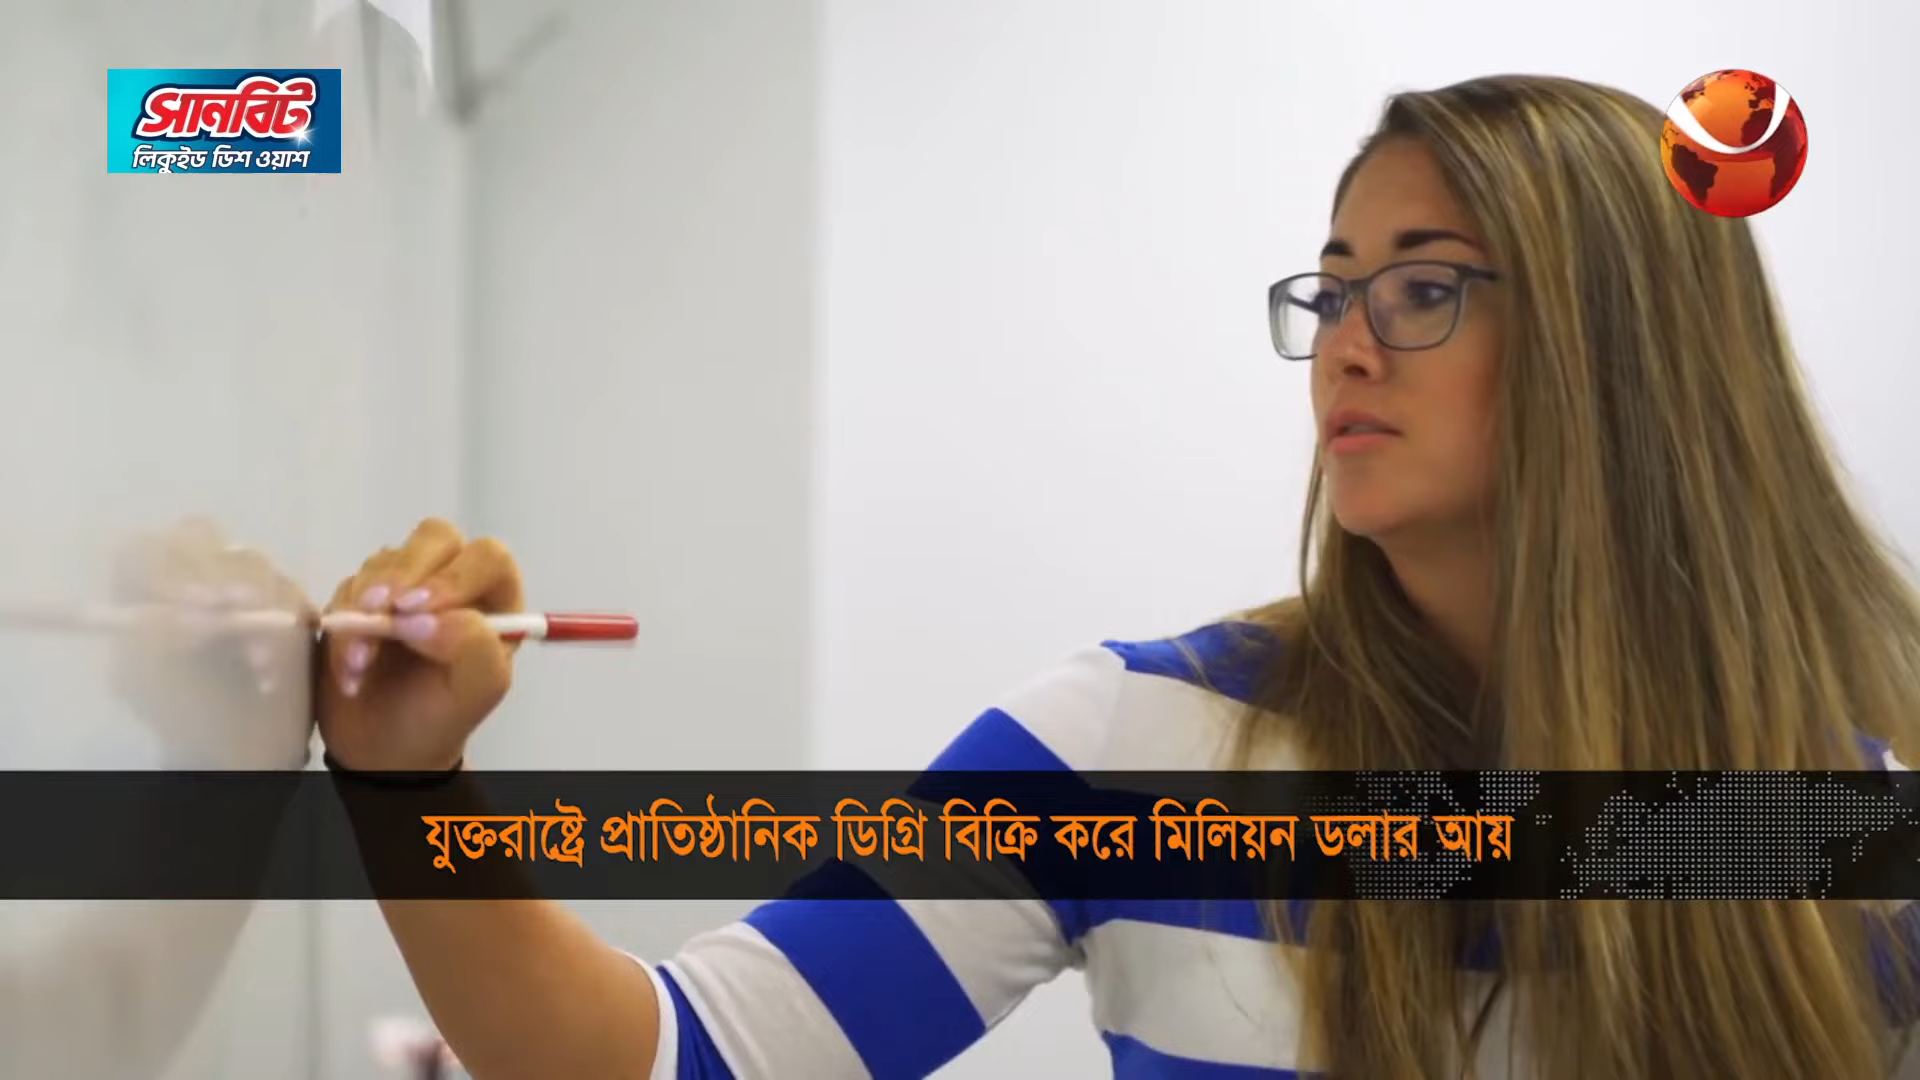 সানবিট
লিকুইড ডিশ ওয়াশ
যুক্তরাষ্ট্রে প্রাতিষ্ঠানিক ডিগ্রি বিক্রি করে মিলিয়ন ডলার আয়